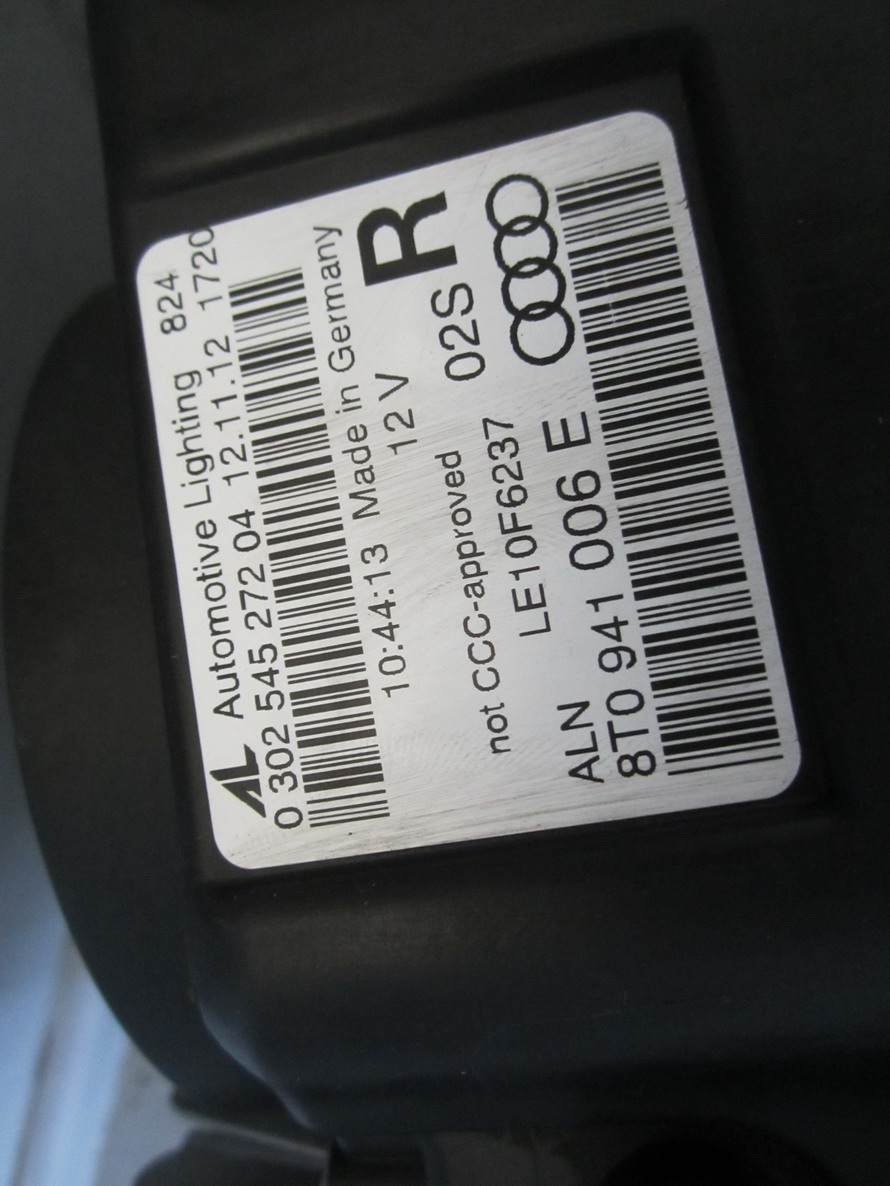 AL Automotive Lighting 824
0 302 545 272 04 12.11.12 1720
10:44:13 Made in Germany
12 V R
not CCC-approved 02S
LE10F6237
ALN
8T0 941 006 E